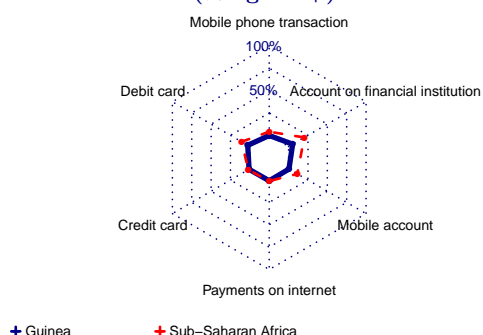 Mobile phone transaction
100%
Debit card
50%
Account on financial institution
Credit card
Mobile account
Payments on internet
Guinea
Sub−Saharan Africa